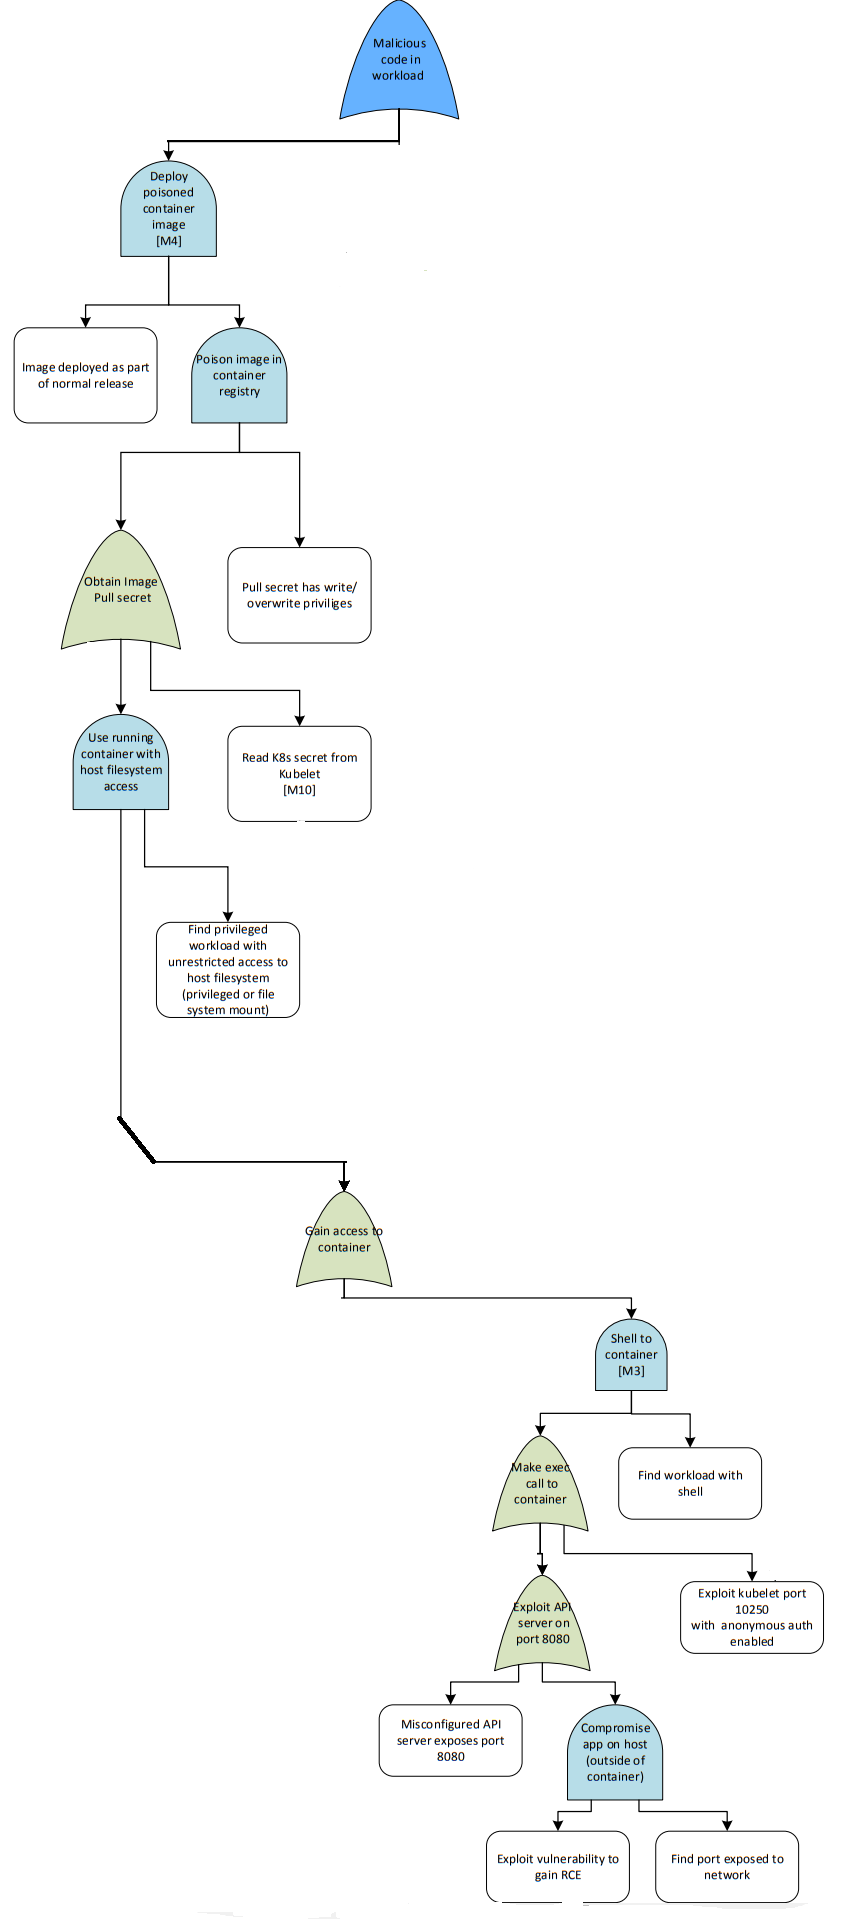 Malicious
code in
workload
Deploy
poisoned
container
image
[M4]
Image deployed as part
of normal release
Poison image in
container
registry
Obtain Image
Pull secret
Pull secret has write/
overwrite priviliges
Use running
container with
host filesystem
access
Read K8s secret from
Kubelet
[M10]
Find privileged
workload with
unrestricted access to
host filesystem
(privileged or file
system mount)
Gain access to
container
Shell to
container
[M3]
Make exec
call to
container
Find workload with
shell
Exploit API
server on
port 8080
Exploit kubelet port
10250
with anonymous auth
enabled
Misconfigured API
server exposes port
8080
Compromise
app on host
(outside of
container)
Exploit vulnerability to
gain RCE
Find port exposed to
network